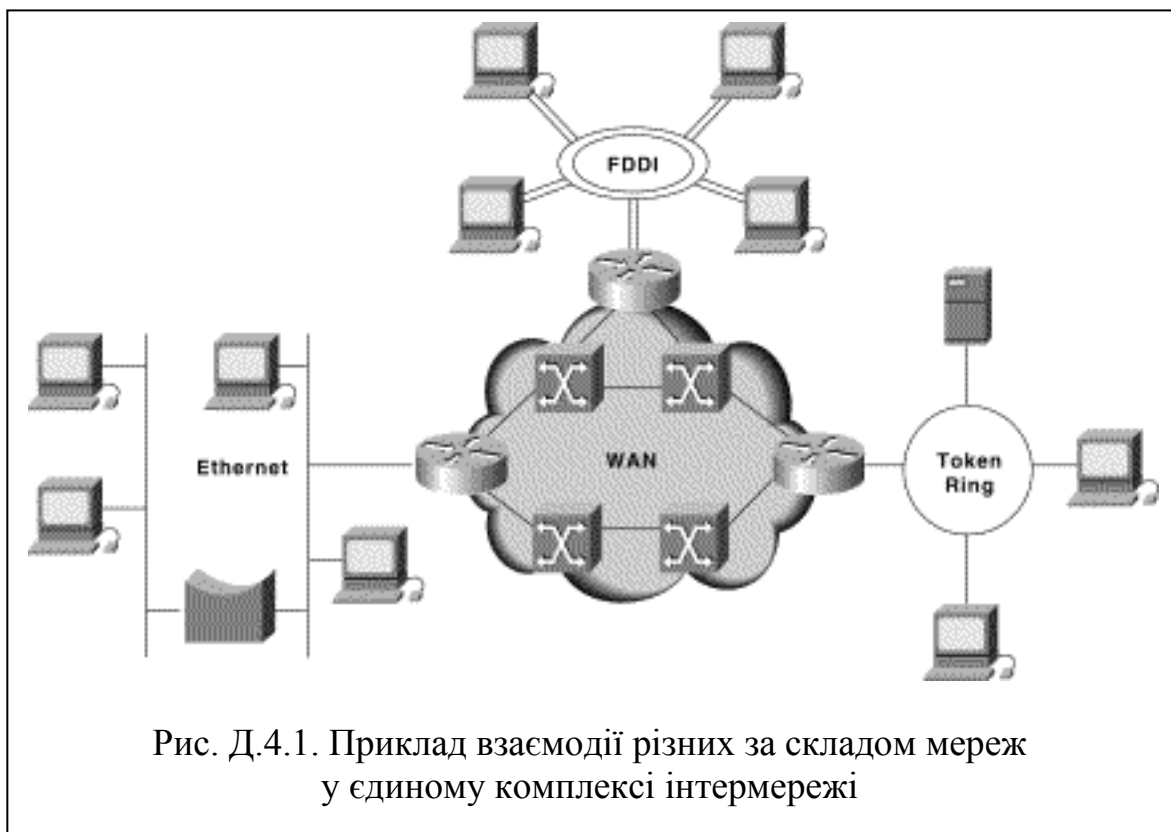 FDDI
Ethernet
WAN
Token
Ring
Рис. Д.4.1. Приклад взаємодії різних за складом мереж
у єдиному комплексі інтермережі